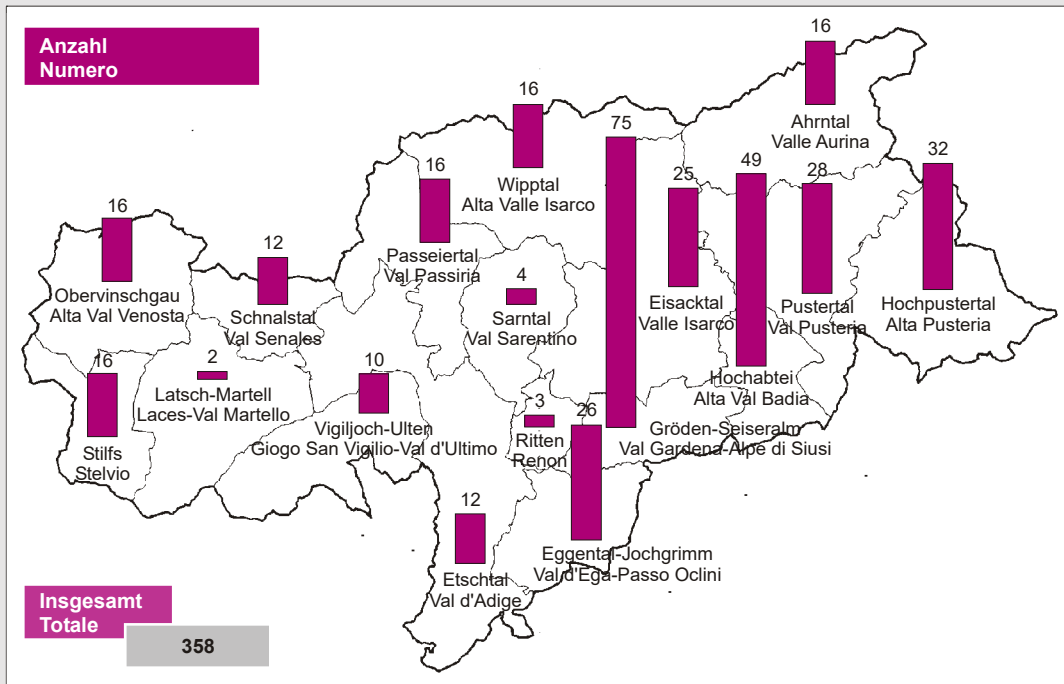 Anzahl
Numero
16
Ahrntal
Valle Aurina
16
Wipptal
Alta Valle Isarco
75
Gröden-Seiseralm
Val Gardena-Alpe di Siusi
16
Passeiertal
Val Passiria
25
Eisacktal
Valle Isarco
49
Hochabtei
Alta Val Badia
28
Pustertal
Val Pusteria
32
Hochpustertal
Alta Pusteria
16
Obervinschgau
Alta Val Venosta
12
Schnalstal
Val Senales
4
Sarntal
Val Sarentino
16
Stilfs
Stelvio
2
Latsch-Martell
Laces-Val Martello
10
Vigiljoch-Ulten
Giogo San Vigilio-Val d'Ultimo
3
Ritten
Renon
26
Eggental-Jochgrimm
Val d'Ega-Passo Oclini
12
Etschtal
Val d'Adige
Insgesamt
Totale
358